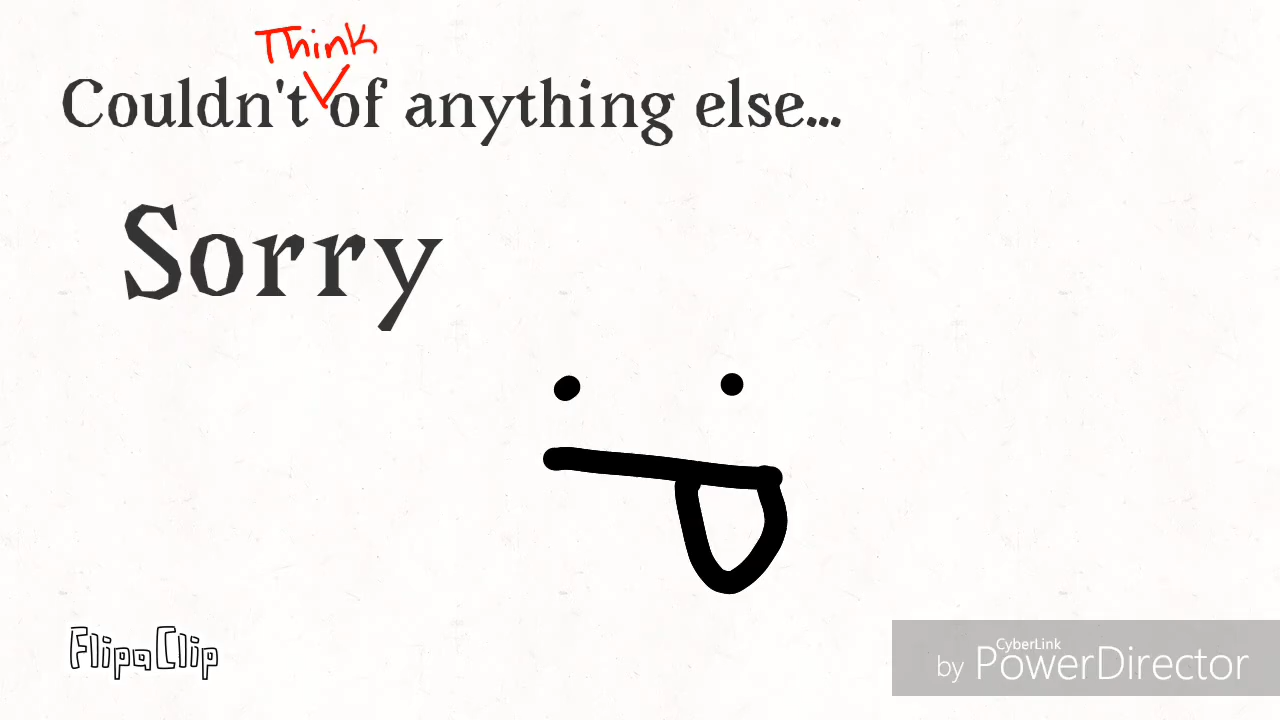 Think
Couldn't of anything else...
Sorry
FlipaClip
CyberLink
by PowerDirector